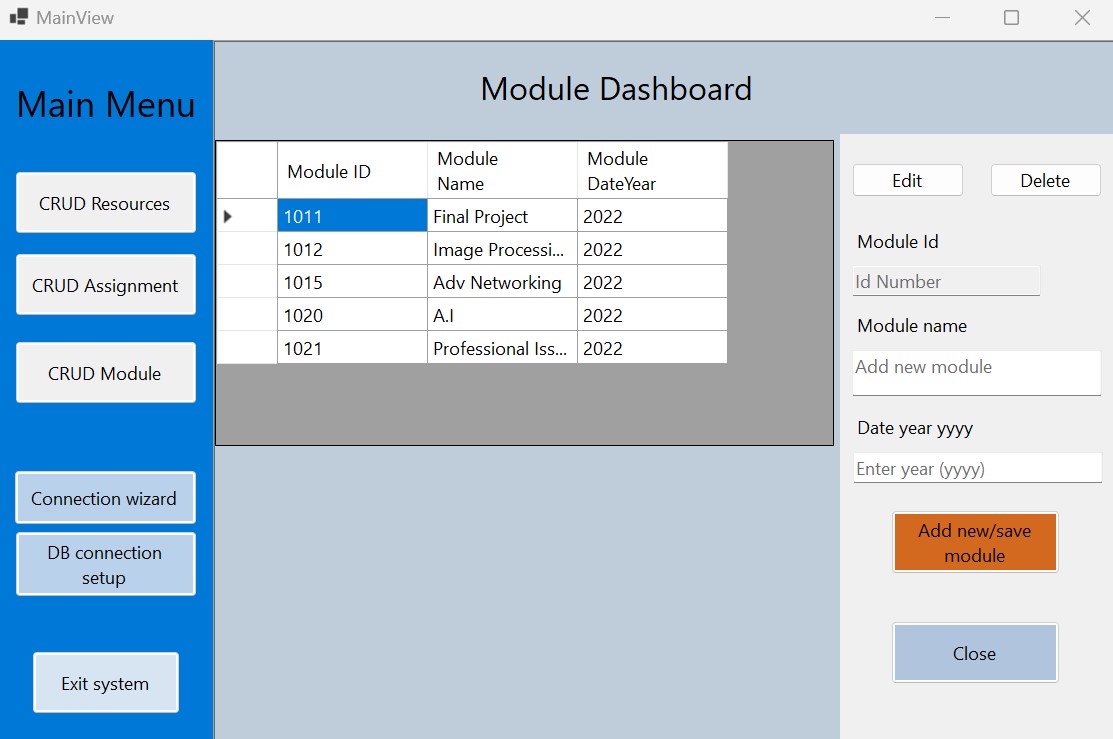 MainView
Main Menu
CRUD Resources
CRUD Assignment
CRUD Module
Connection wizard
DB connection
setup
Exit system
Module Dashboard
Module ID
Module
Name
Module
DateYear
1011 Final Project 2022
1012 Image Processi... 2022
1015 Adv Networking 2022
1020 A.I 2022
1021 Professional Iss... 2022
Edit Delete
Module Id
Id Number
Module name
Add new module
Date year yyyy
Enter year (yyyy)
Add new/save
module
Close